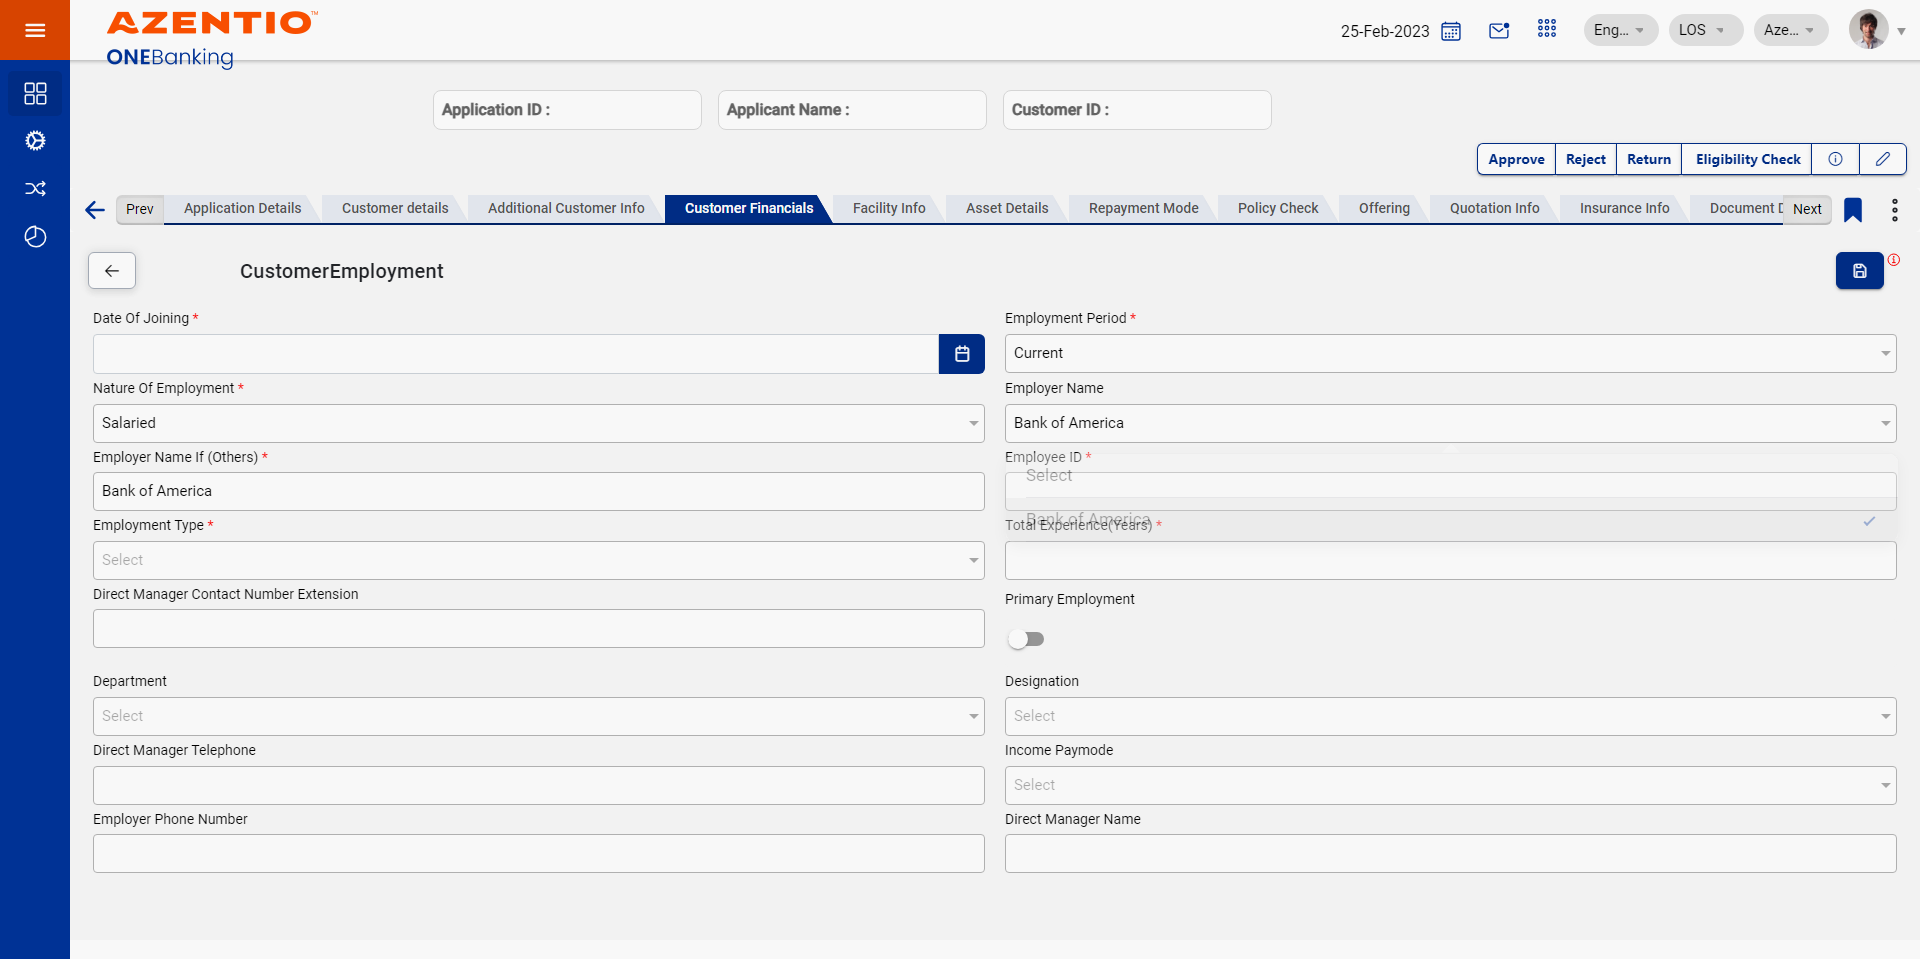 AZENTIO™
ONEBanking
25-Feb-2023
Eng...
LOS
Aze...
Application ID :
Applicant Name :
Customer ID :
Approve
Reject
Return
Eligibility Check
Prev
Application Details
Customer details
Additional Customer Info
Customer Financials
Facility Info
Asset Details
Repayment Mode
Policy Check
Offering
Quotation Info
Insurance Info
Document D
Next
CustomerEmployment
Date Of Joining *
Employment Period *
Current
Nature Of Employment *
Employer Name
Salaried
Bank of America
Employer Name If (Others) *
Employee ID *
Select
Bank of America
Bank of America
Employment Type *
Total Experience(Years) *
Select
Direct Manager Contact Number Extension
Primary Employment
Department
Designation
Select
Select
Direct Manager Telephone
Income Paymode
Select
Employer Phone Number
Direct Manager Name